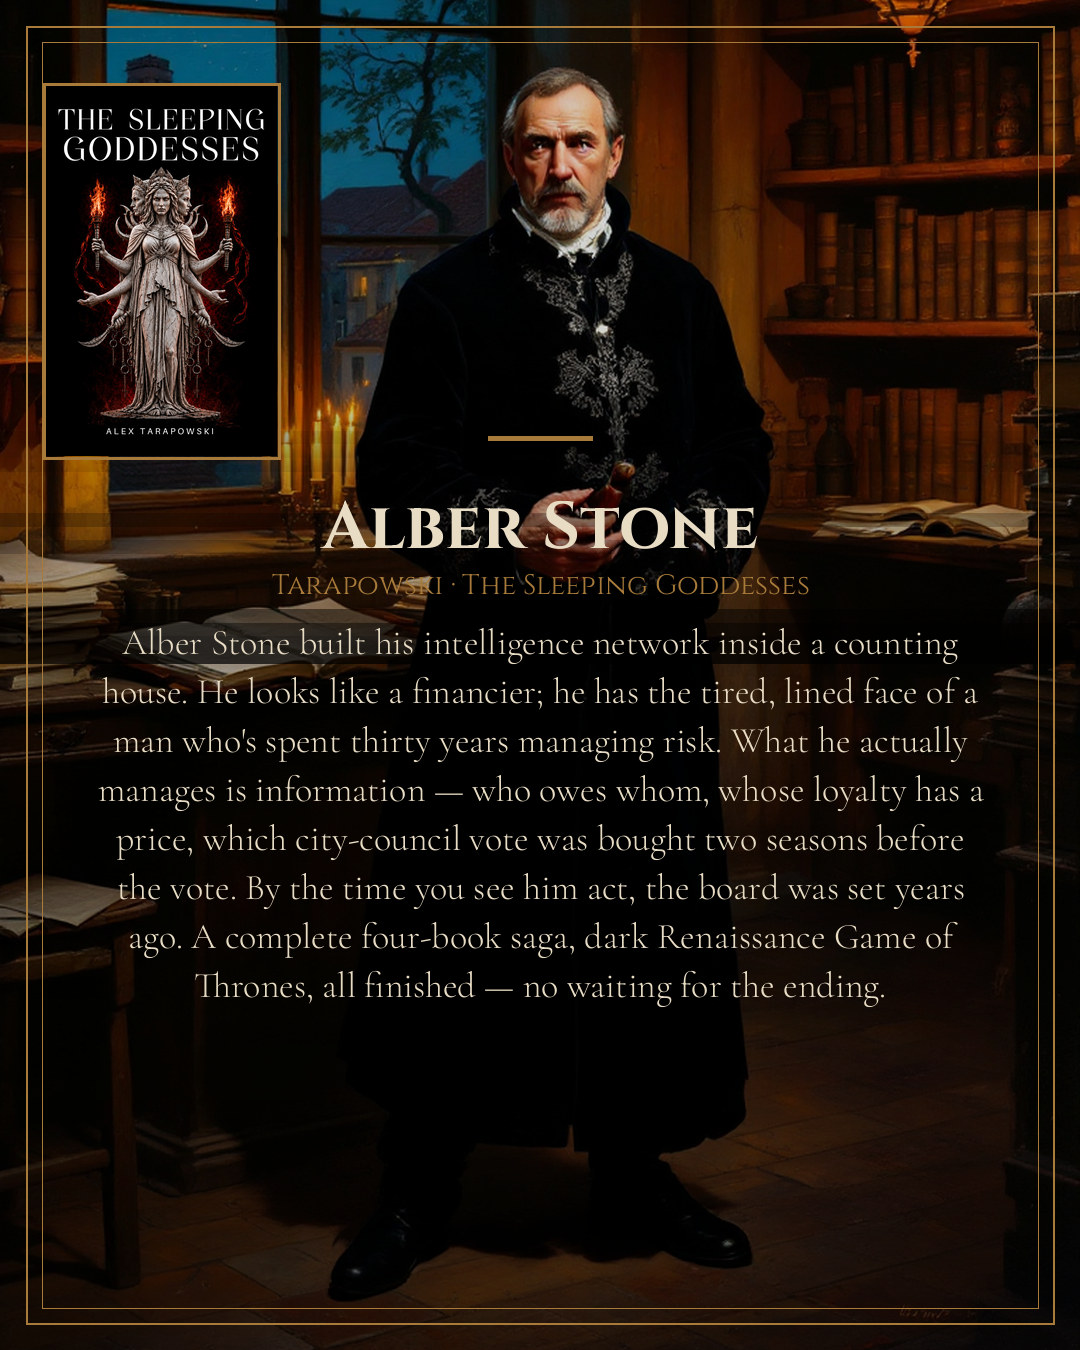 THE SLEEPING
GODDESSES
ALEX TARAPOWSKI
ALBER STONE
TARAPOWSKI · THE SLEEPING GODDESSES
Alber Stone built his intelligence network inside a counting
house. He looks like a financier; he has the tired, lined face of a
man who's spent thirty years managing risk. What he actually
manages is information — who owes whom, whose loyalty has a
price, which city-council vote was bought two seasons before
the vote. By the time you see him act, the board was set years
ago. A complete four-book saga, dark Renaissance Game of
Thrones, all finished — no waiting for the ending.